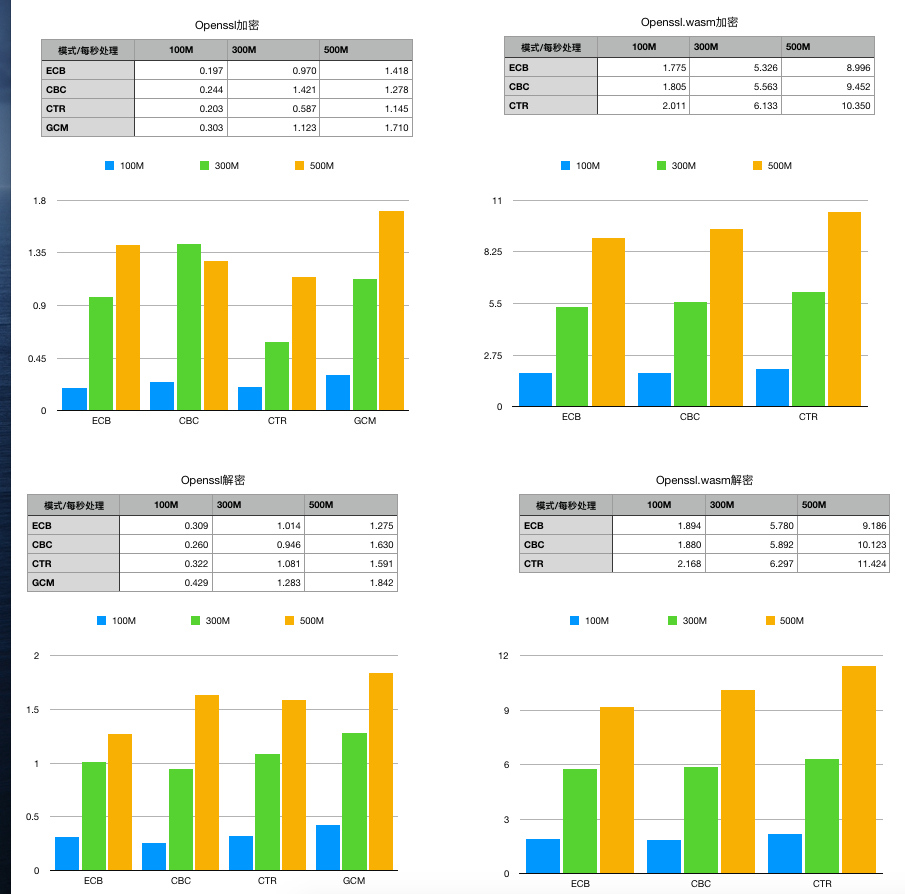 Openssl加密
模式/每秒处理 100M 300M 500M
ECB 0.197 0.970 1.418
CBC 0.244 1.421 1.278
CTR 0.203 0.587 1.145
GCM 0.303 1.123 1.710
100M 300M 500M
1.8
1.35
0.9
0.45
0
ECB CBC CTR GCM
Openssl.wasm加密
模式/每秒处理 100M 300M 500M
ECB 1.775 5.326 8.996
CBC 1.805 5.563 9.452
CTR 2.011 6.133 10.350
100M 300M 500M
11
8.25
5.5
2.75
0
ECB CBC CTR
Openssl解密
模式/每秒处理 100M 300M 500M
ECB 0.309 1.014 1.275
CBC 0.260 0.946 1.630
CTR 0.322 1.081 1.591
GCM 0.429 1.283 1.842
100M 300M 500M
2
1.5
1
0.5
0
ECB CBC CTR GCM
Openssl.wasm解密
模式/每秒处理 100M 300M 500M
ECB 1.894 5.780 9.186
CBC 1.880 5.892 10.123
CTR 2.168 6.297 11.424
100M 300M 500M
12
9
6
3
0
ECB CBC CTR